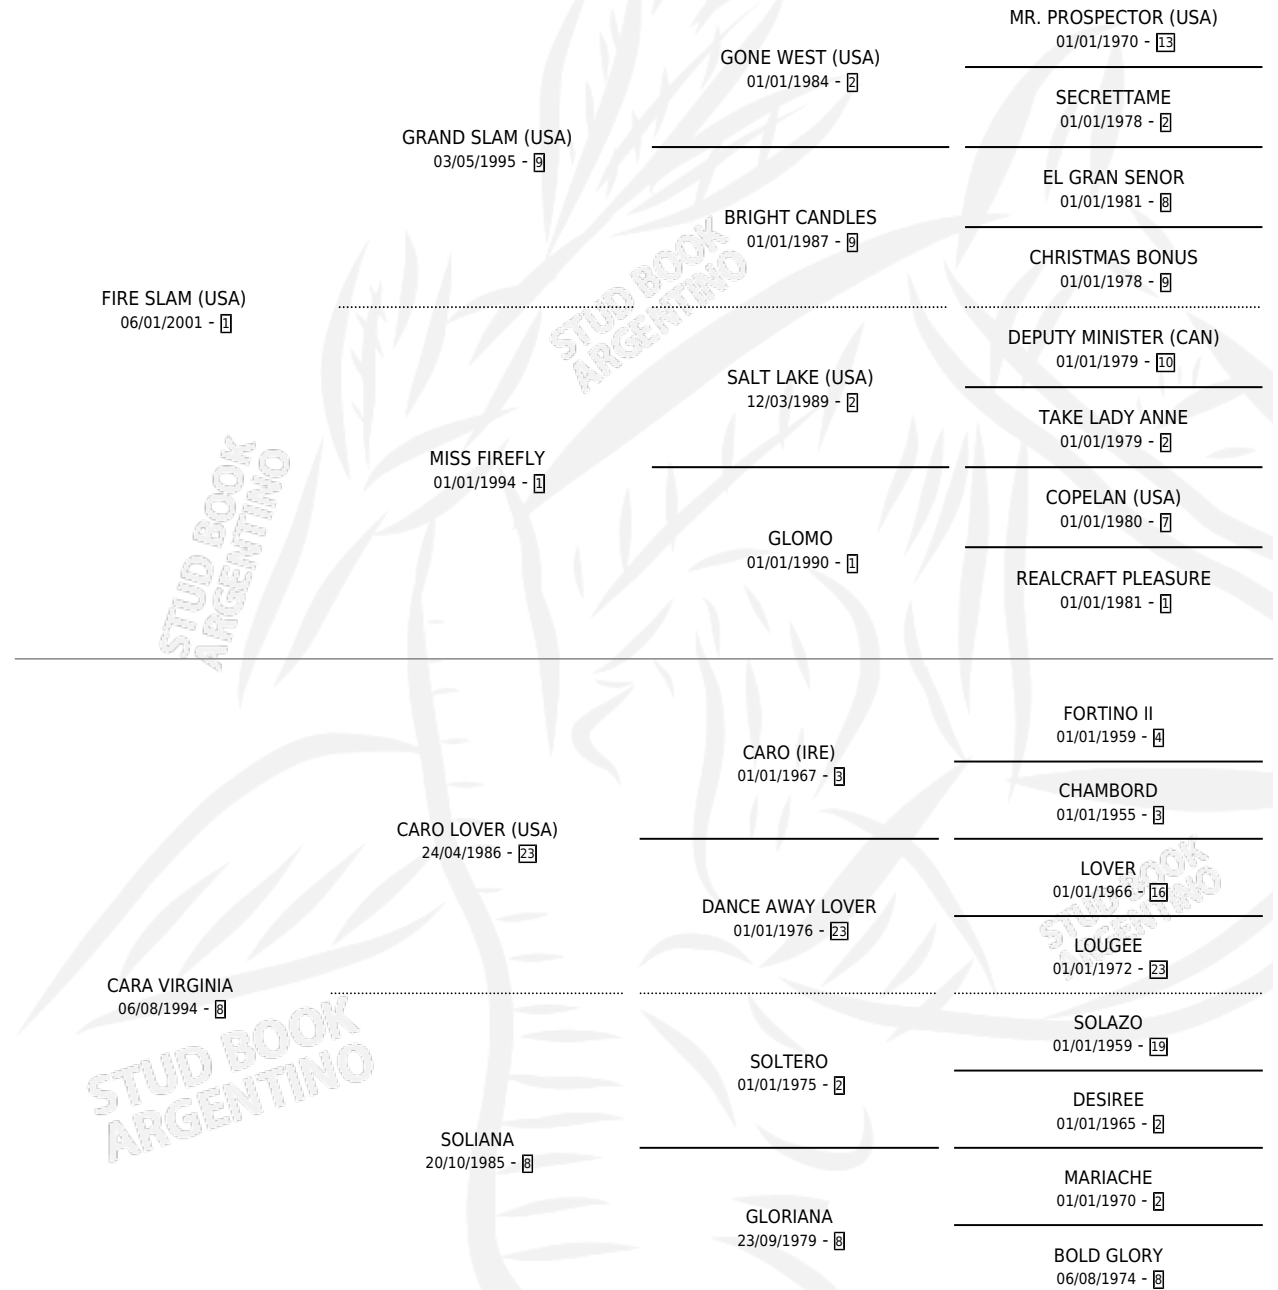 MR. PROSPECTOR (USA)
01/01/1970 - 13
GONE WEST (USA)
01/01/1984 - 2
SECRETTAME
01/01/1978 - 2
GRAND SLAM (USA)
03/05/1995 - 9
EL GRAN SENOR
01/01/1981 - 8
BRIGHT CANDLES
01/01/1987 - 9
CHRISTMAS BONUS
01/01/1978 - 9
STUD BOOK
ARGENTINO
FIRE SLAM (USA)
06/01/2001 - 1
DEPUTY MINISTER (CAN)
01/01/1979 - 10
SALT LAKE (USA)
12/03/1989 - 2
TAKE LADY ANNE
01/01/1979 - 2
MISS FIREFLY
01/01/1994 - 1
COPELAN (USA)
01/01/1980 - 7
GLOMO
01/01/1990 - 1
REALCRAFT PLEASURE
01/01/1981 - 1
STUD BOOK
ARGENTINO
FORTINO II
01/01/1959 - 4
CARO (IRE)
01/01/1967 - 3
CHAMBORD
01/01/1955 - 3
CARO LOVER (USA)
24/04/1986 - 23
LOVER
01/01/1966 - 16
DANCE AWAY LOVER
01/01/1976 - 23
LOUGEE
01/01/1972 - 23
STUD BOOK
ARGENTINO
CARA VIRGINIA
06/08/1994 - 8
SOLAZO
01/01/1959 - 19
SOLTERO
01/01/1975 - 2
DESIREE
01/01/1965 - 2
STUD BOOK
ARGENTINO
SOLIANA
20/10/1985 - 8
MARIACHE
01/01/1970 - 2
GLORIANA
23/09/1979 - 8
BOLD GLORY
06/08/1974 - 8